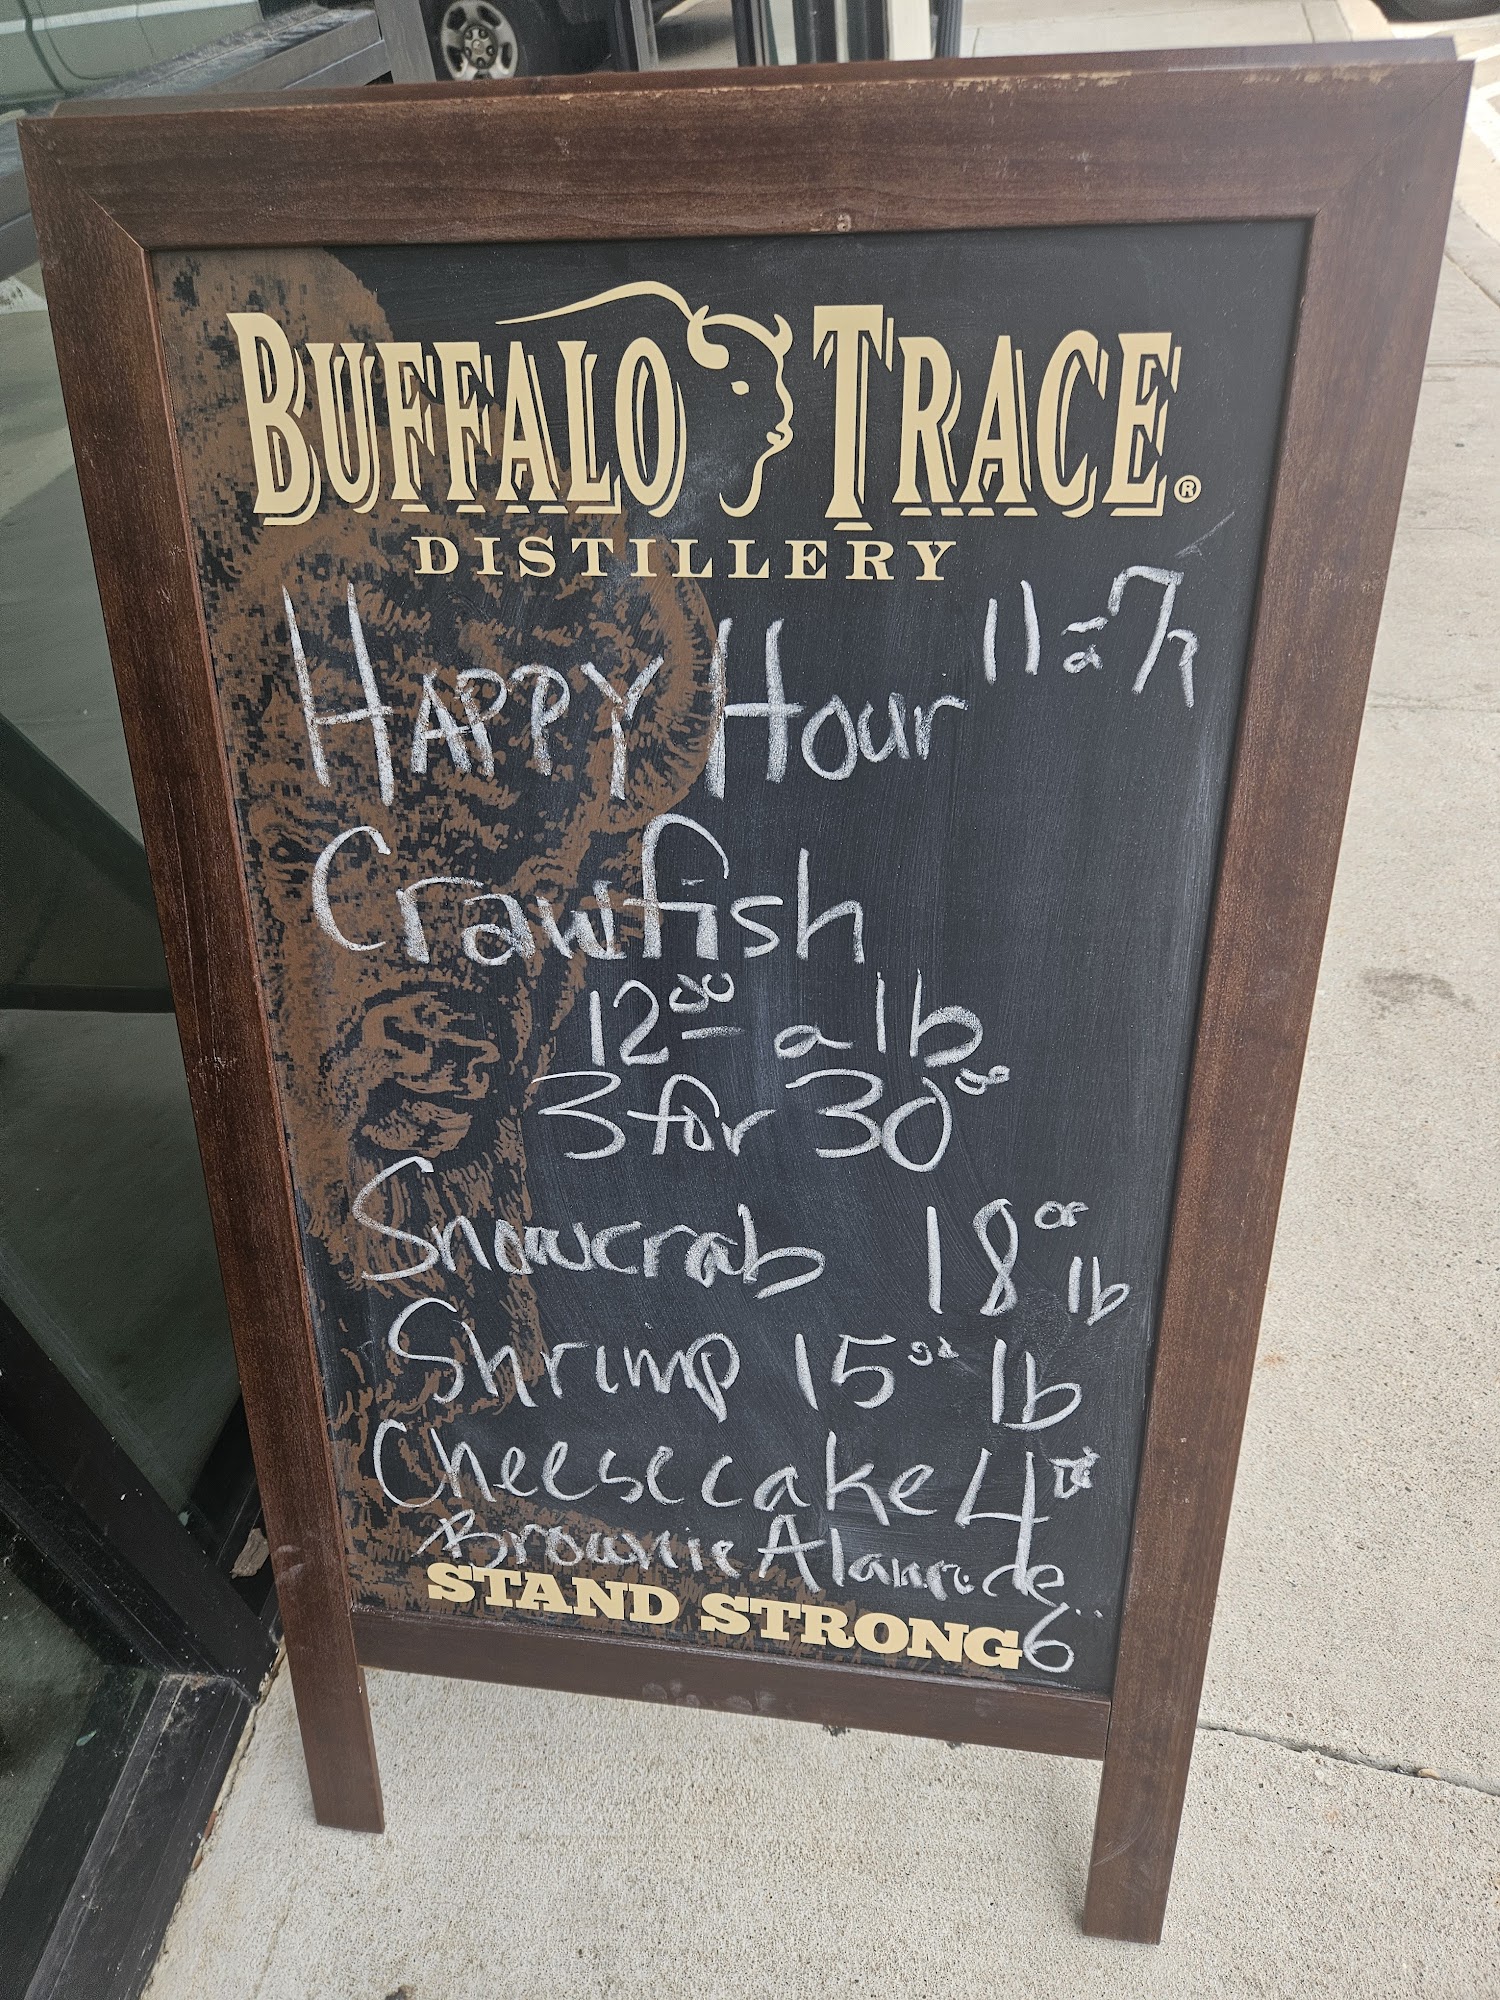 BUFFALO TRACE®
DISTILLERY
HAPPY Hour 11a-7p
Crawfish
12⁰⁰ a lb
3 for 30⁰⁰
Snowcrab 18⁰⁰ lb
Shrimp 15⁰⁰ lb
Cheesecake 4⁰⁰
Brownie Alamode
STAND STRONG 6